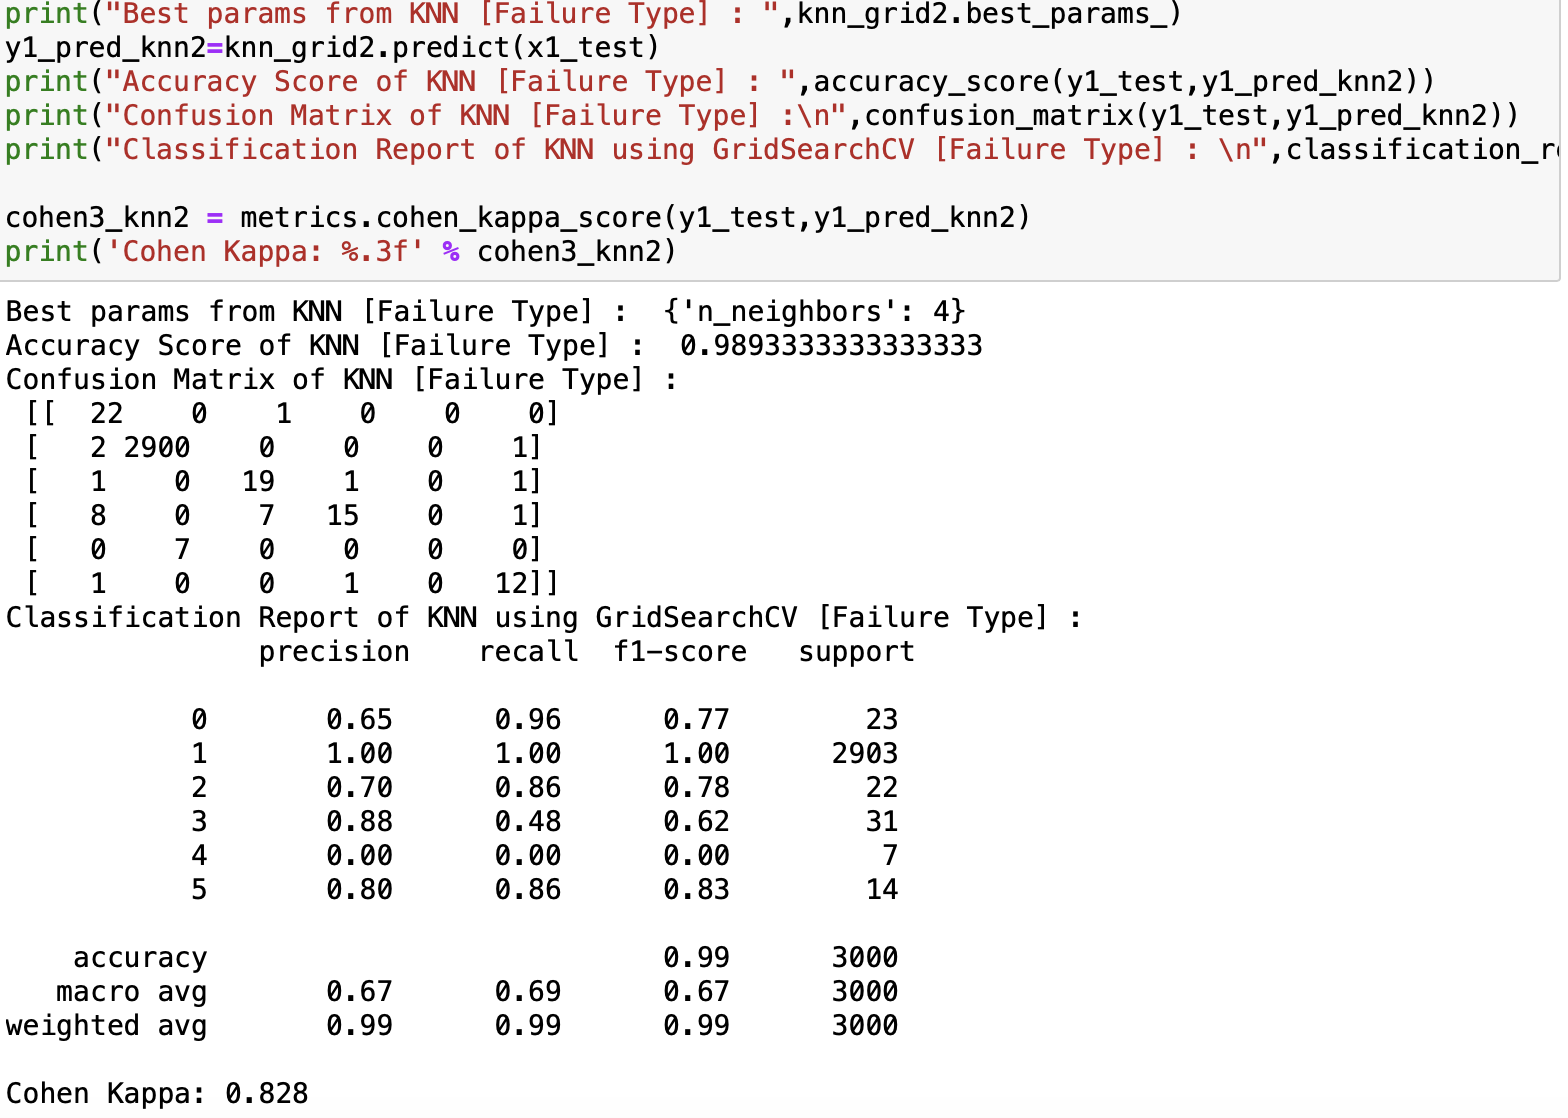 print("Best params from KNN [Failure Type] : ",knn_grid2.best_params_)
y1_pred_knn2=knn_grid2.predict(x1_test)
print("Accuracy Score of KNN [Failure Type] : ",accuracy_score(y1_test,y1_pred_knn2))
print("Confusion Matrix of KNN [Failure Type] :\n",confusion_matrix(y1_test,y1_pred_knn2))
print("Classification Report of KNN using GridSearchCV [Failure Type] : \n",classification_r
cohen3_knn2 = metrics.cohen_kappa_score(y1_test,y1_pred_knn2)
print('Cohen Kappa: %.3f' % cohen3_knn2)
Best params from KNN [Failure Type] :  {'n_neighbors': 4}
Accuracy Score of KNN [Failure Type] :  0.9893333333333333
Confusion Matrix of KNN [Failure Type] :
 [[  22    0    1    0    0    0]
 [   2 2900    0    0    0    1]
 [   1    0   19    1    0    1]
 [   8    0    7   15    0    1]
 [   0    7    0    0    0    0]
 [   1    0    0    1    0   12]]
Classification Report of KNN using GridSearchCV [Failure Type] :
               precision    recall  f1-score   support
           0       0.65      0.96      0.77        23
           1       1.00      1.00      1.00      2903
           2       0.70      0.86      0.78        22
           3       0.88      0.48      0.62        31
           4       0.00      0.00      0.00         7
           5       0.80      0.86      0.83        14
    accuracy                           0.99      3000
   macro avg       0.67      0.69      0.67      3000
weighted avg       0.99      0.99      0.99      3000
Cohen Kappa: 0.828